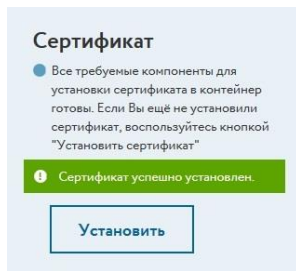 Сертификат
Все требуемые компоненты для
установки сертификата в контейнер
готовы. Если Вы ещё не установили
сертификат, воспользуйтесь кнопкой
"Установить сертификат"
Сертификат успешно установлен.
Установить